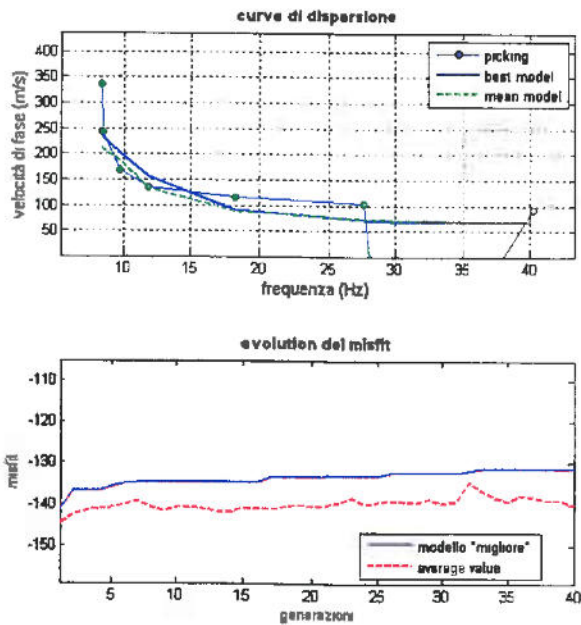 curve di dispersione
400
350
300
250
200
150
100
50
velocità di fase (m/s)
picking
best model
mean model
10 15 20 25 30 35 40
frequenza (Hz)
evolution del misfit
-110
-120
-130
-140
-150
misfit
modello "migliore"
average value
5 10 15 20 25 30 35 40
generazioni